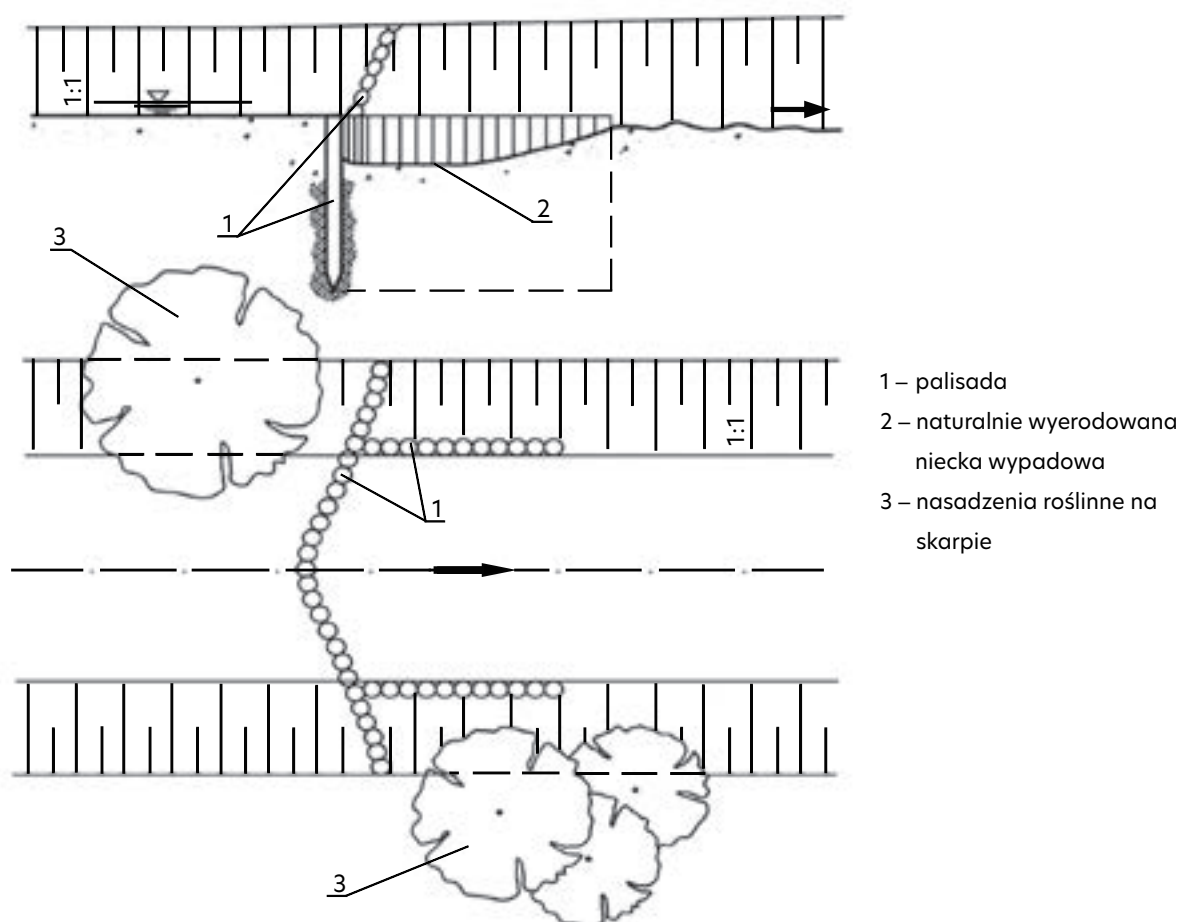 1:1
1
2
3
1:1
1
3
1 – palisada
2 – naturalnie wyerodowana
niecka wypadowa
3 – nasadzenia roślinne na
skarpie